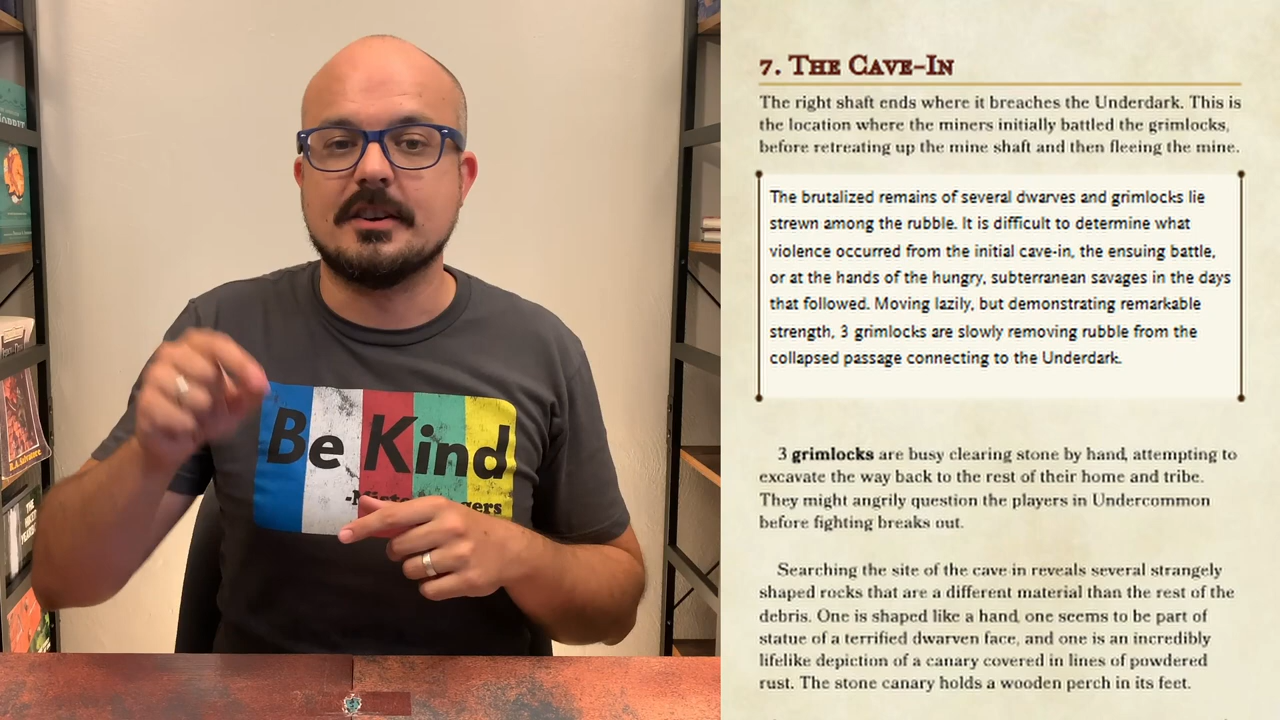 Be Kind
7. The Cave-In
The right shaft ends where it breaches the Underdark. This is
the location where the miners initially battled the grimlocks,
before retreating up the mine shaft and then fleeing the mine.
The brutalized remains of several dwarves and grimlocks lie
strewn among the rubble. It is difficult to determine what
violence occurred from the initial cave-in, the ensuing battle,
or at the hands of the hungry, subterranean savages in the days
that followed. Moving lazily, but demonstrating remarkable
strength, 3 grimlocks are slowly removing rubble from the
collapsed passage connecting to the Underdark.
3 grimlocks are busy clearing stone by hand, attempting to
excavate the way back to the rest of their home and tribe.
They might angrily question the players in Undercommon
before fighting breaks out.
Searching the site of the cave in reveals several strangely
shaped rocks that are a different material than the rest of the
debris. One is shaped like a hand, one seems to be part of
statue of a terrified dwarven face, and one is an incredibly
lifelike depiction of a canary covered in lines of powdered
rust. The stone canary holds a wooden perch in its feet.